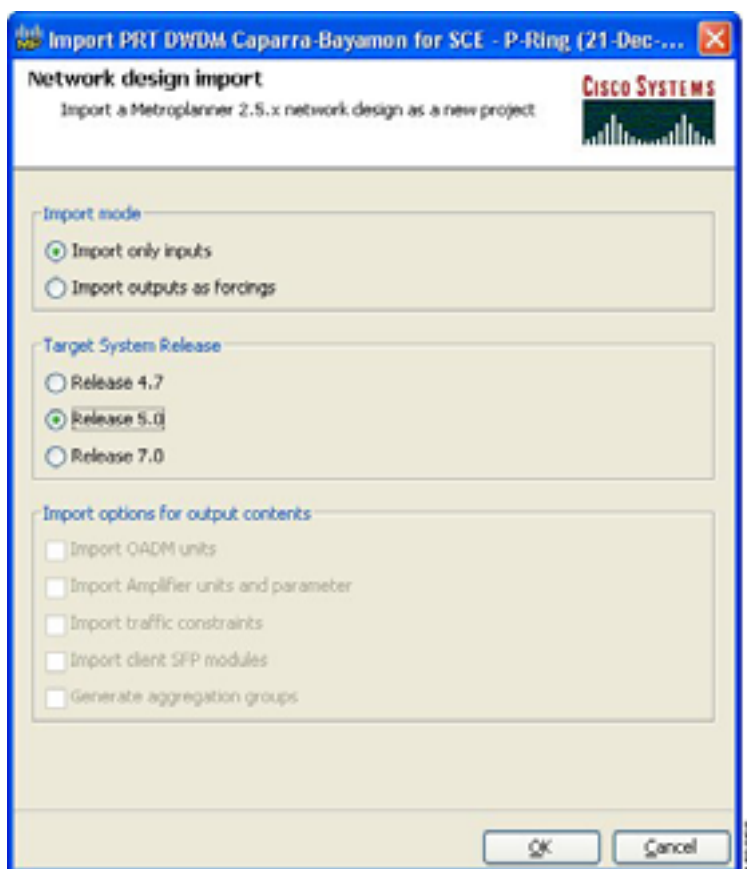 Import PRT DWDM Caparra-Bayamon for SCE - P-Ring (21-Dec-...
Network design import
Import a Metroplanner 2.5.x network design as a new project
CISCO SYSTEMS
Import mode
Import only inputs
Import outputs as forcings
Target System Release
Release 4.7
Release 5.0
Release 7.0
Import options for output contents
Import OADM units
Import Amplifier units and parameter
Import traffic constraints
Import client SFP modules
Generate aggregation groups
OK
Cancel